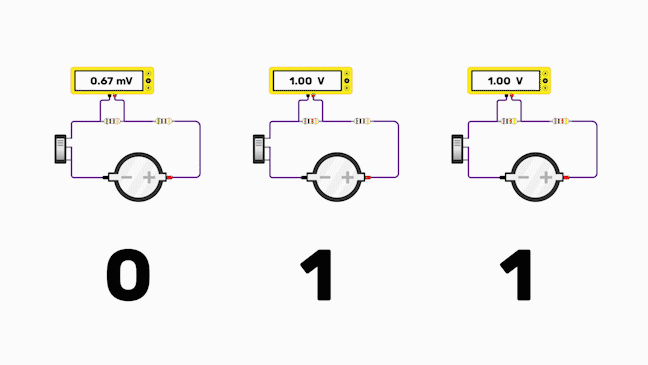 0.67 mV 1.00 V 1.00 V
− + − + − +
0 1 1